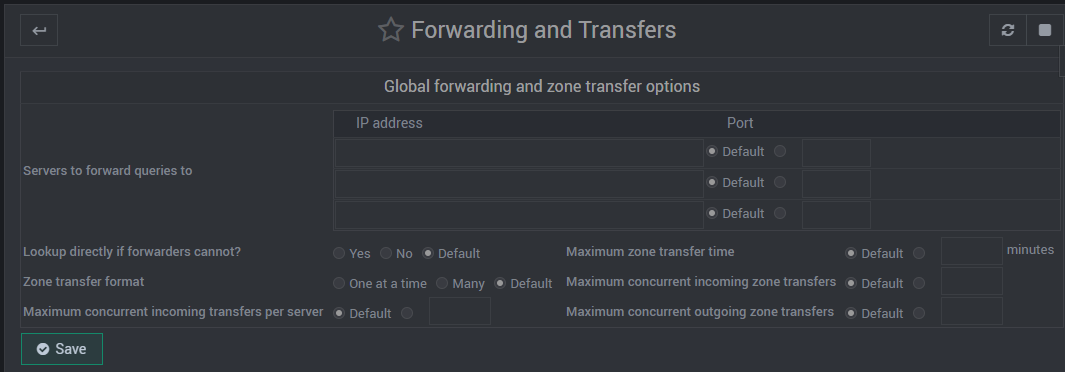 Forwarding and Transfers
Global forwarding and zone transfer options
IP address Port
Default
Servers to forward queries to
Default
Default
Lookup directly if forwarders cannot? Yes No Default Maximum zone transfer time Default minutes
Zone transfer format One at a time Many Default Maximum concurrent incoming zone transfers Default
Maximum concurrent incoming transfers per server Default Maximum concurrent outgoing zone transfers Default
Save